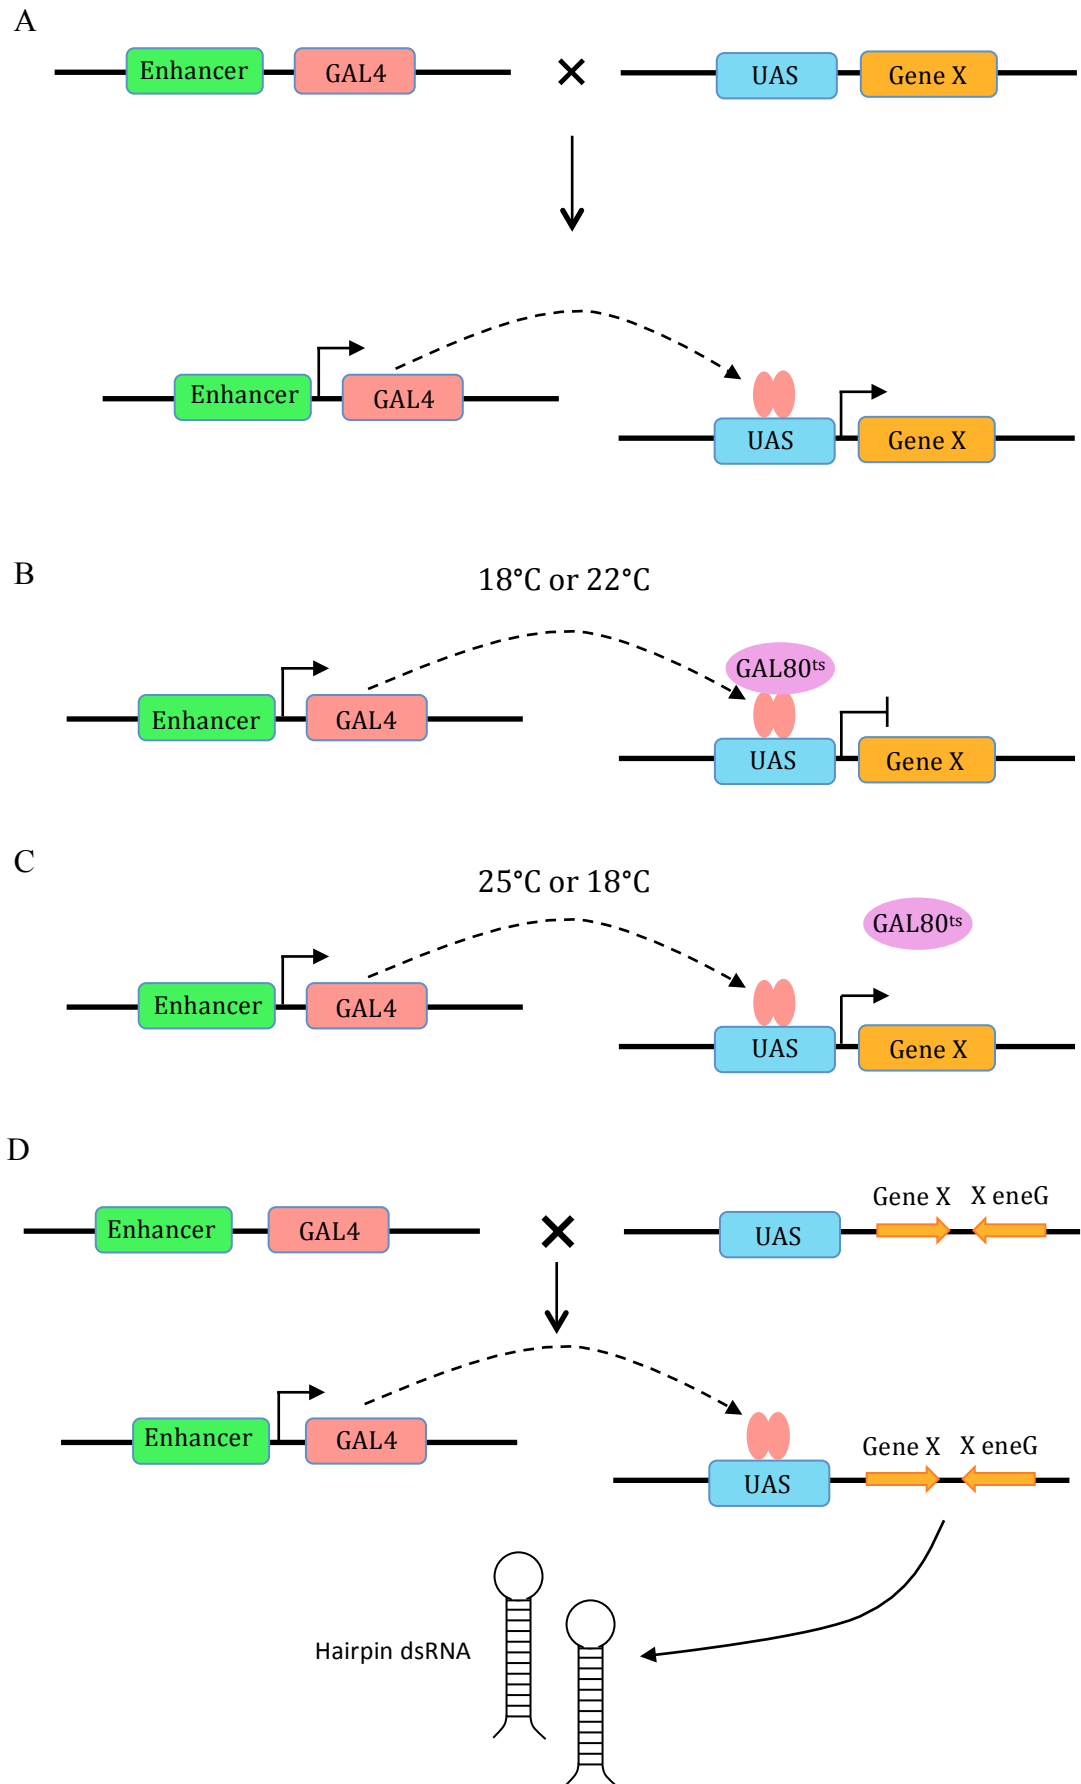 A
Enhancer GAL4 × UAS Gene X
Enhancer GAL4 UAS Gene X
B
18°C or 22°C
GAL80ts
Enhancer GAL4 UAS Gene X
C
25°C or 18°C
GAL80ts
Enhancer GAL4 UAS Gene X
D
Gene X X eneG
Enhancer GAL4 × UAS
Gene X X eneG
Enhancer GAL4 UAS
Hairpin dsRNA